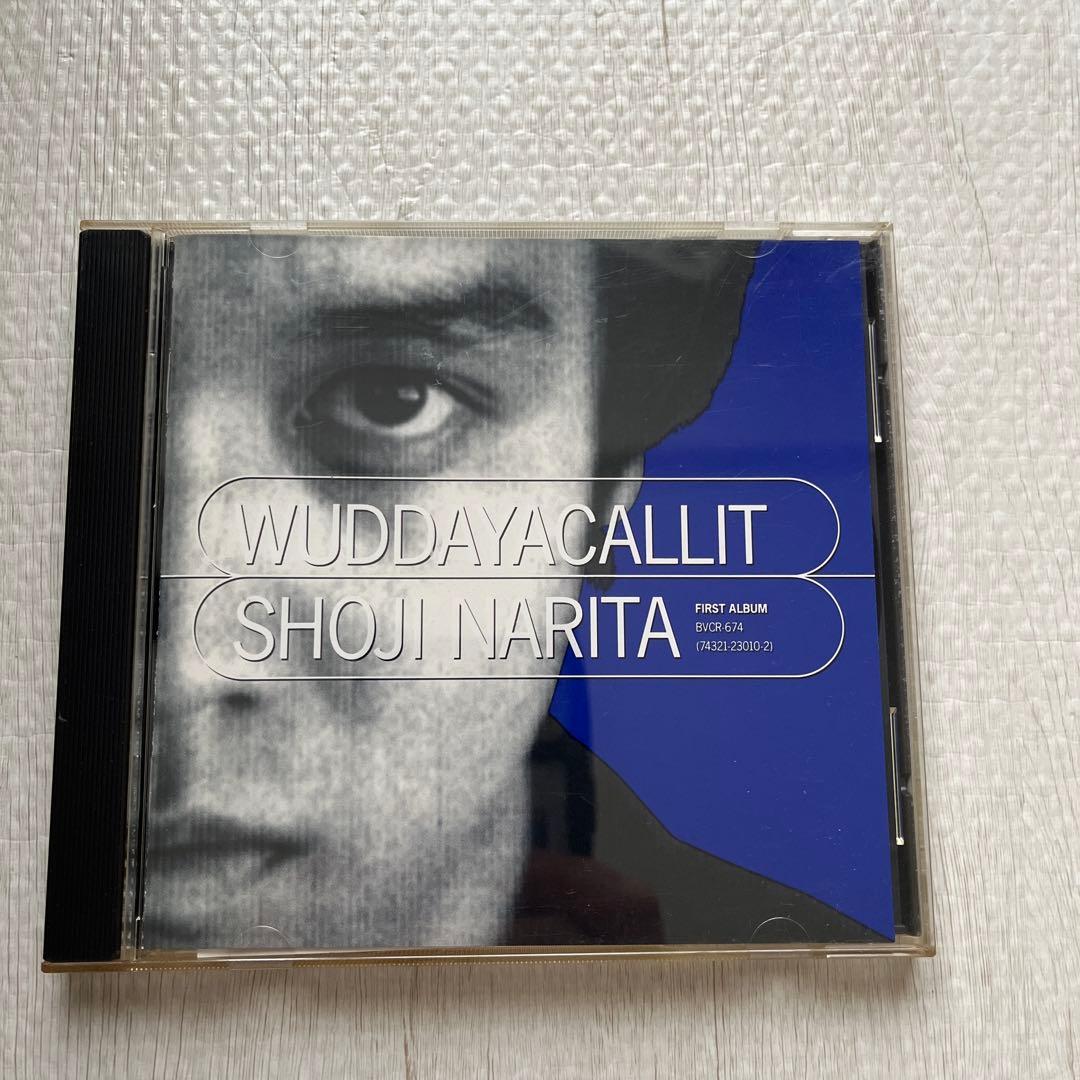 WUDDAYACALLIT
SHOJI NARITA
FIRST ALBUM
BVCR-674
(74321-23010-2)